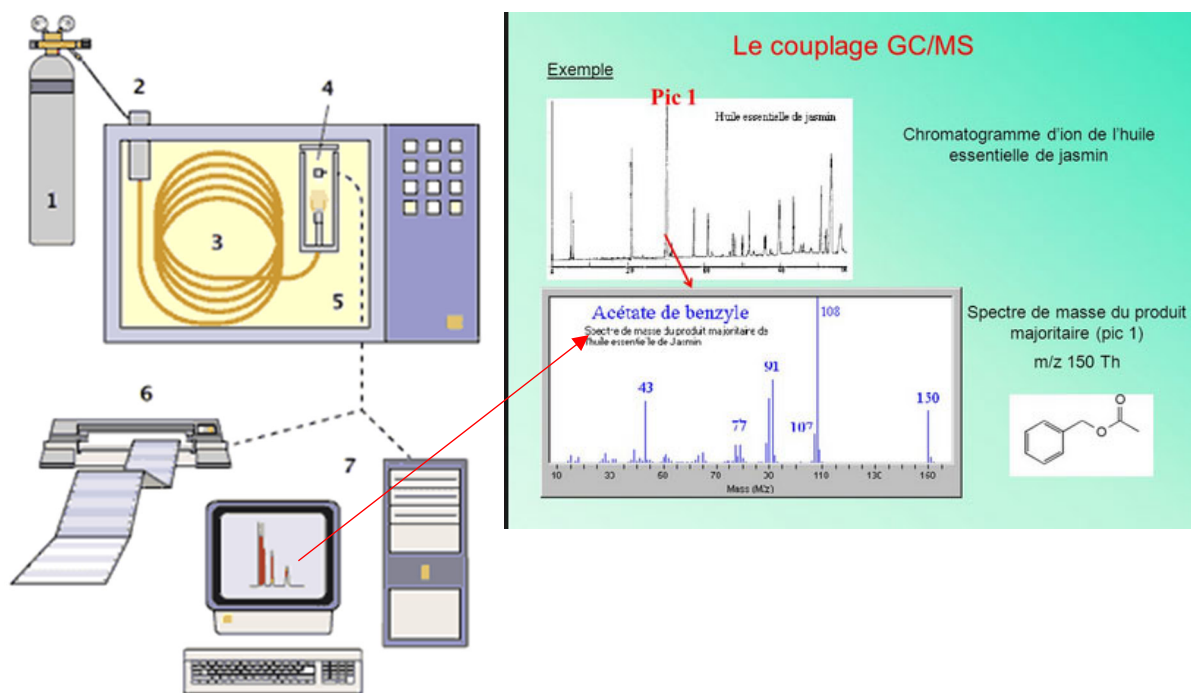 1
2
3
4
5
6
7
Le couplage GC/MS
Exemple
Pic 1
Huile essentielle de jasmin
Chromatogramme d'ion de l'huile
essentielle de jasmin
Acétate de benzyle
Spectre de masse du produit majoritaire de
l'huile essentielle de Jasmin
108
91
43
77
107
150
10
50
70
90
110
Mass (M/z)
Spectre de masse du produit
majoritaire (pic 1)
m/z 150 Th
O
O